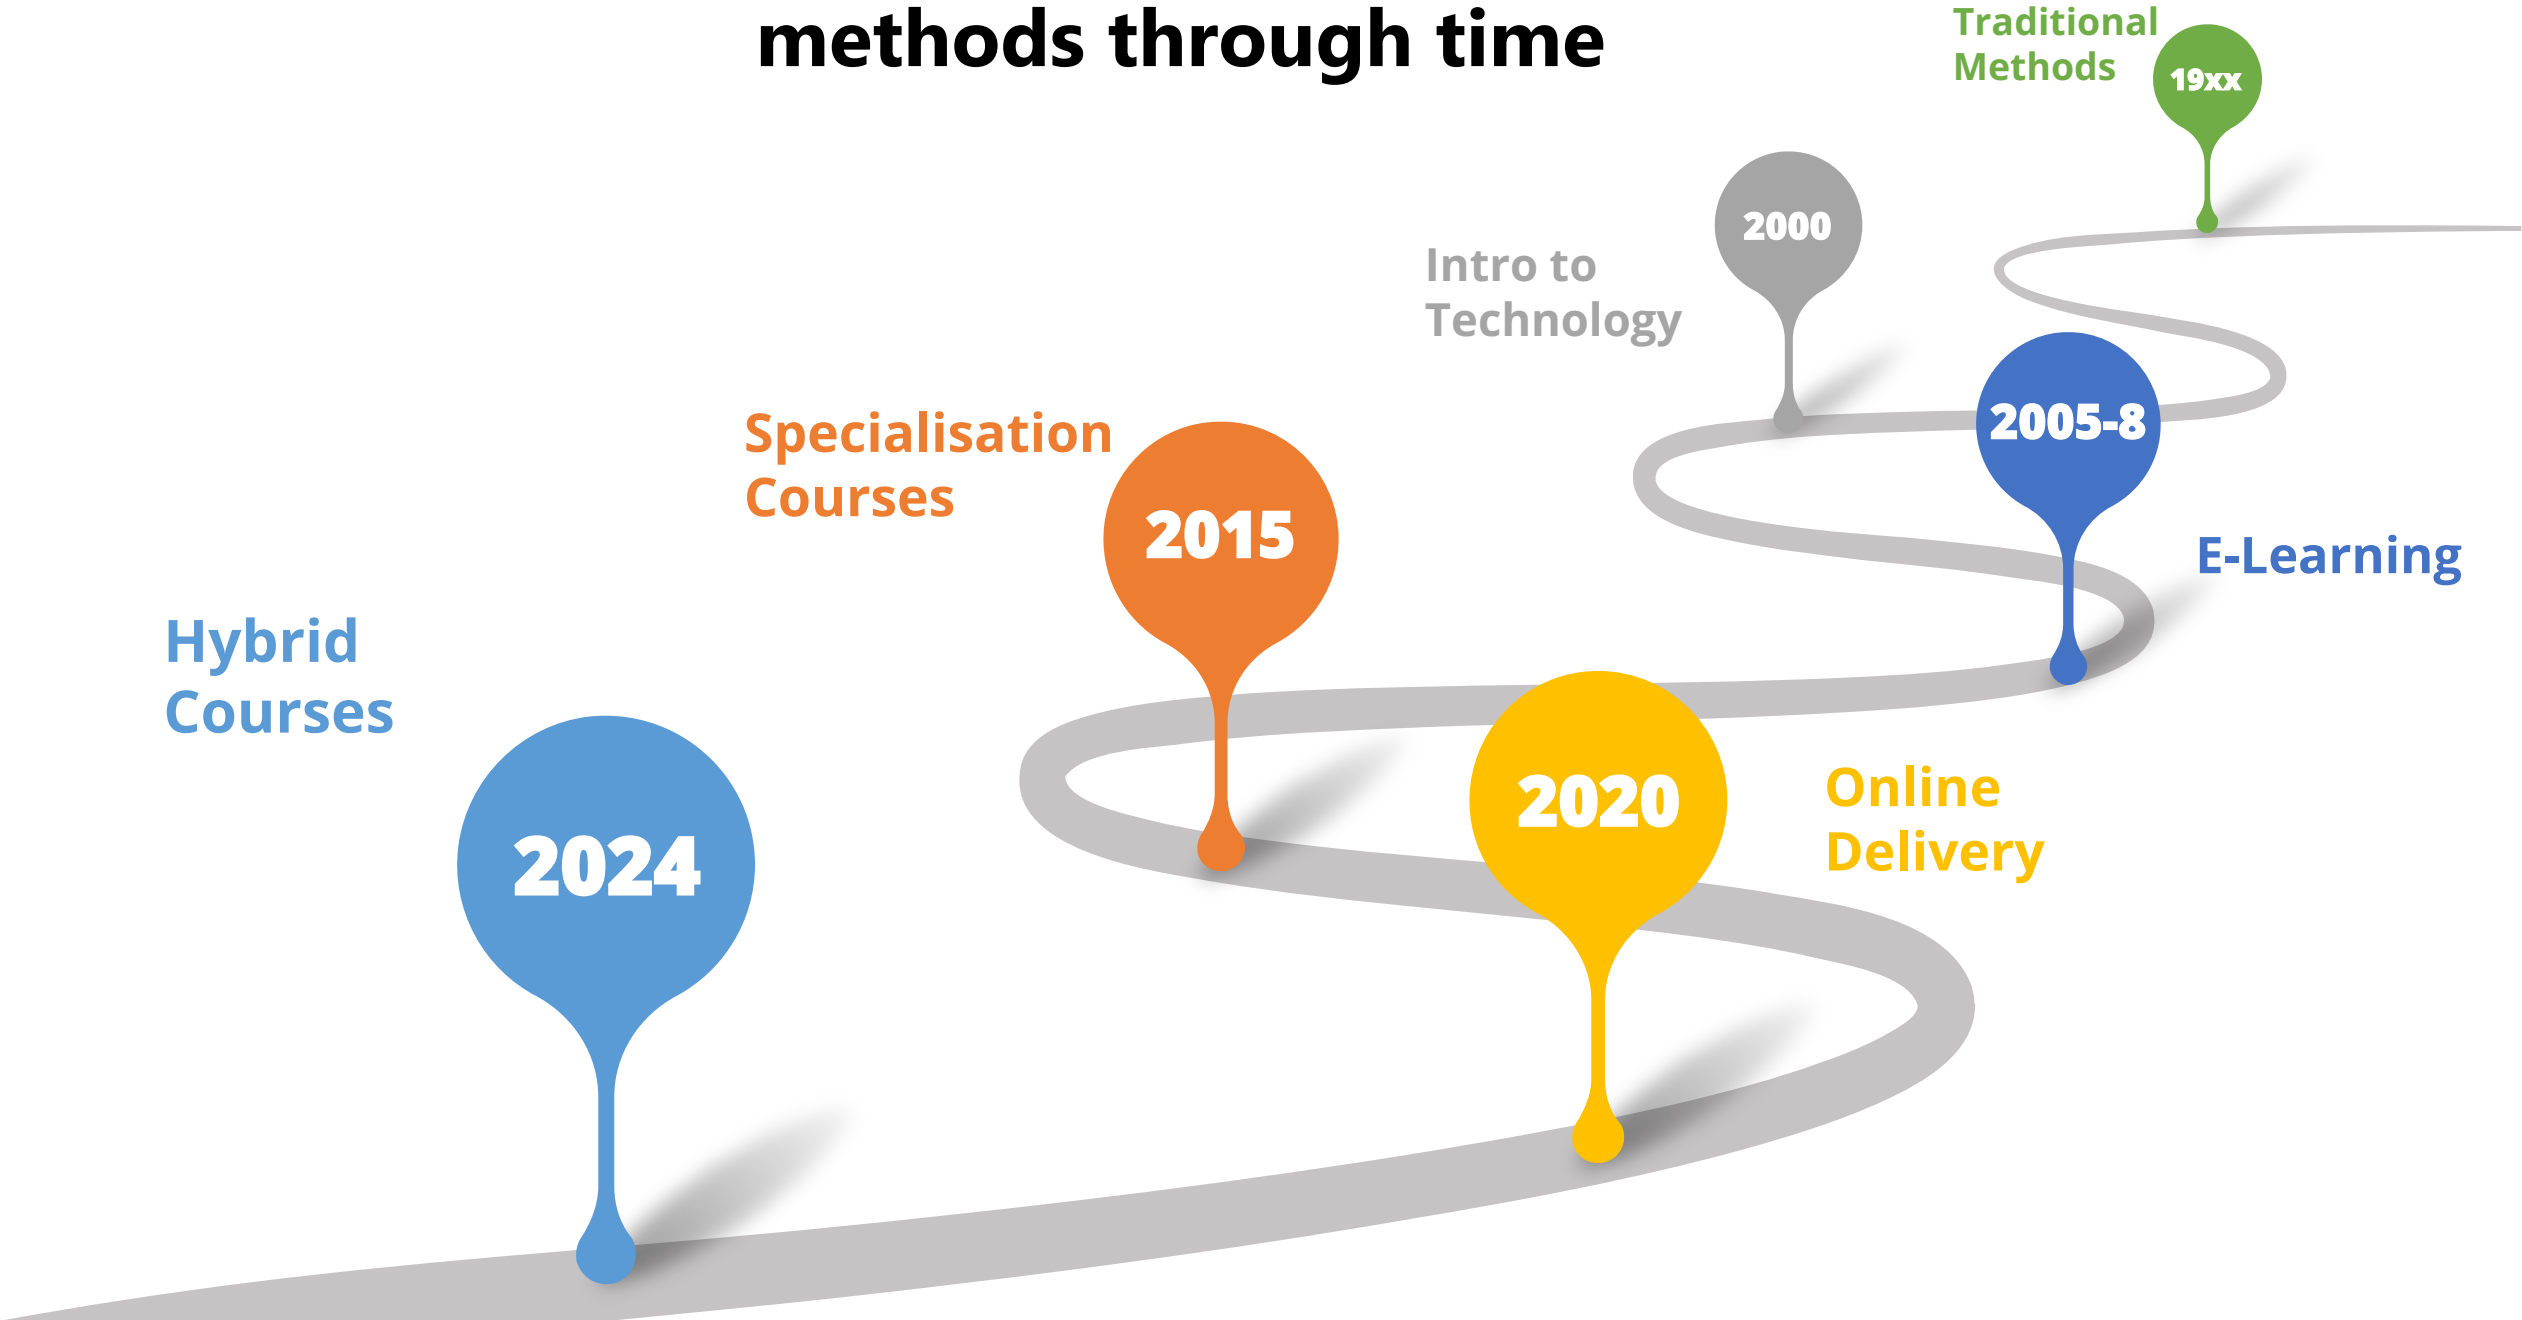 methods through time
Traditional
Methods
19xx
2000
Intro to
Technology
2005-8
E-Learning
Specialisation
Courses
2015
Hybrid
Courses
2024
2020
Online
Delivery